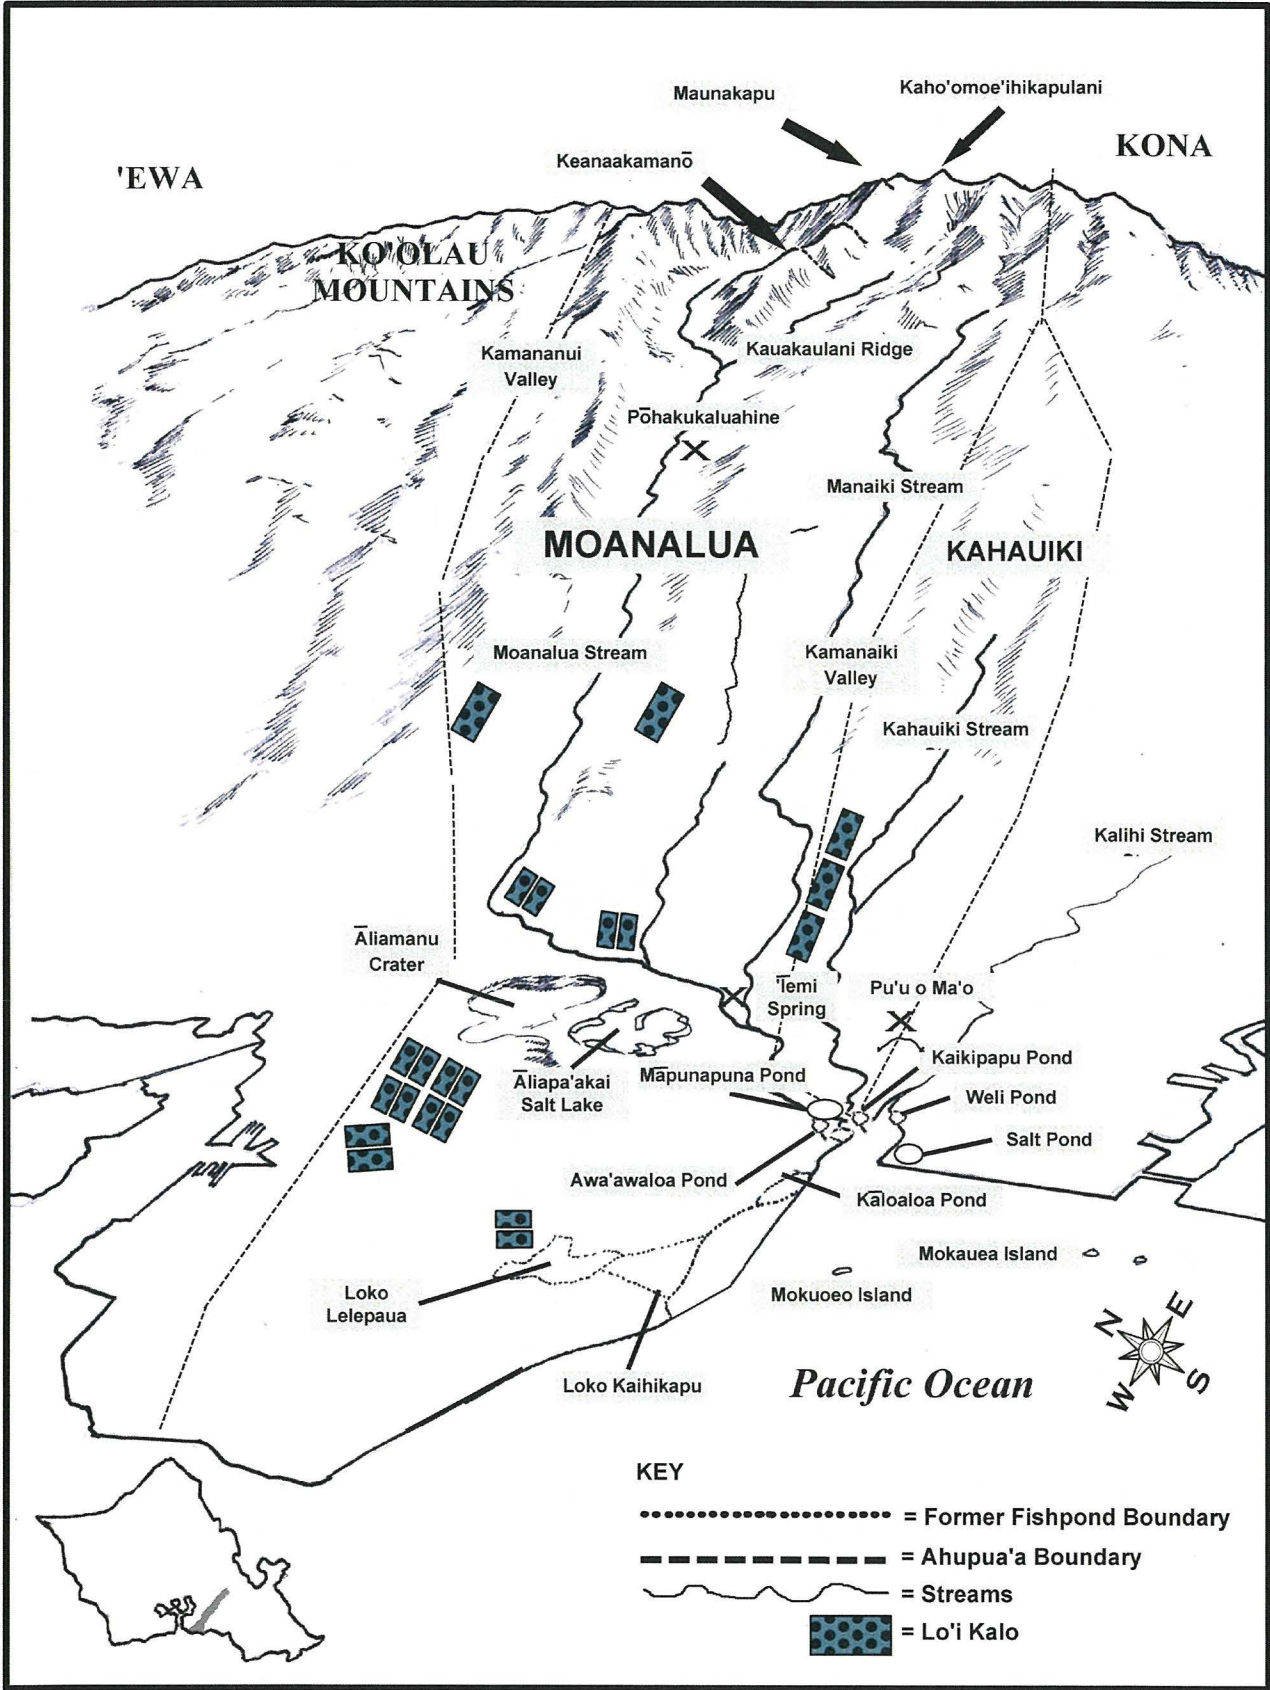 Maunakapu
Kaho'omoe'ihikapulani
KONA
Keanaakamanō
'EWA
KO'OLAU
MOUNTAINS
Kamananui
Valley
Kauakaulani Ridge
Pōhakukaluahine
Manaiki Stream
MOANALUA
KAHAUIKI
Moanalua Stream
Kamanaiki
Valley
Kahauiki Stream
Kalihi Stream
Āliamanu
Crater
'Īemi
Spring
Pu'u o Ma'o
Kaikipapu Pond
Māpunapuna Pond
Āliapa'akai
Salt Lake
Weli Pond
Salt Pond
Awa'awaloa Pond
Kāloaloa Pond
Mokauea Island
Loko
Lelepaua
Mokuoeo Island
N
E
S
W
Loko Kaihikapu
Pacific Ocean
KEY
= Former Fishpond Boundary
= Ahupua'a Boundary
= Streams
= Lo'i Kalo